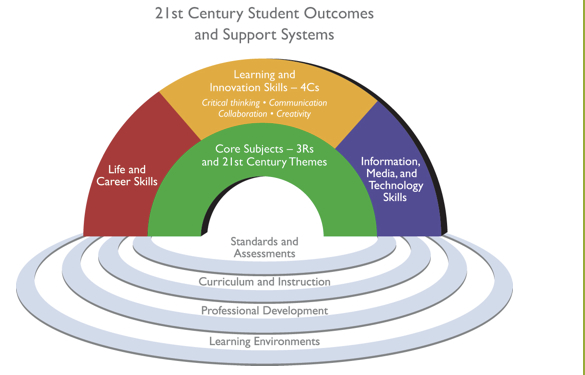 21st Century Student Outcomes
and Support Systems
Learning and
Innovation Skills – 4Cs
Critical thinking • Communication
Collaboration • Creativity
Core Subjects – 3Rs
and 21st Century Themes
Life and
Career Skills
Information,
Media, and
Technology
Skills
Standards and
Assessments
Curriculum and Instruction
Professional Development
Learning Environments